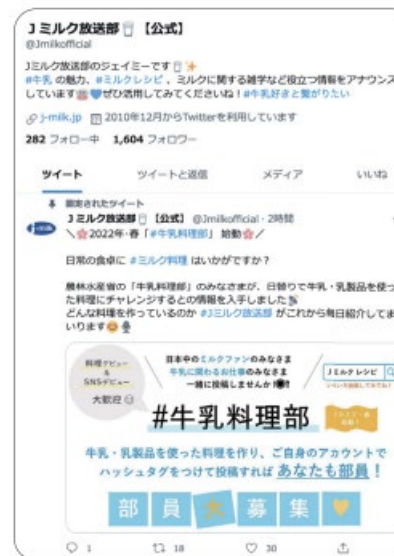 Jミルク放送部🥛【公式】
@Jmilkofficial
Jミルク放送部のジェイミーです🥛✨
#牛乳 の魅力、#ミルクレシピ 、ミルクに関する雑学など役立つ情報をアナウンス
しています🐮💙ぜひ活用してみてくださいね！#牛乳好きと繋がりたい
j-milk.jp 2010年12月からTwitterを利用しています
282 フォロー中 1,604 フォロワー
ツイート ツイートと返信 メディア いいね
固定されたツイート
Jミルク放送部🥛【公式】 @Jmilkofficial・2時間
＼🌸2022年・春「#牛乳料理部」 始動🌸／
日常の食卓に #ミルク料理 はいかがですか？
農林水産省の「牛乳料理部」のみなさまが、日替りで牛乳・乳製品を使っ
た料理にチャレンジするとの情報を入手しました
どんな料理を作っているのか #Jミルク放送部 がこれから毎日紹介してま
いります
料理デビュー
&
SNSデビュー
大歓迎
日本中のミルクファンのみなさま
牛乳に関わるお仕事のみなさま
一緒に投稿しませんか
Jミルクレシピ
#牛乳料理部
牛乳・乳製品を使った料理を作り、ご自身のアカウントで
ハッシュタグをつけて投稿すれば あなたも部員！
部員大募集
1 18 30